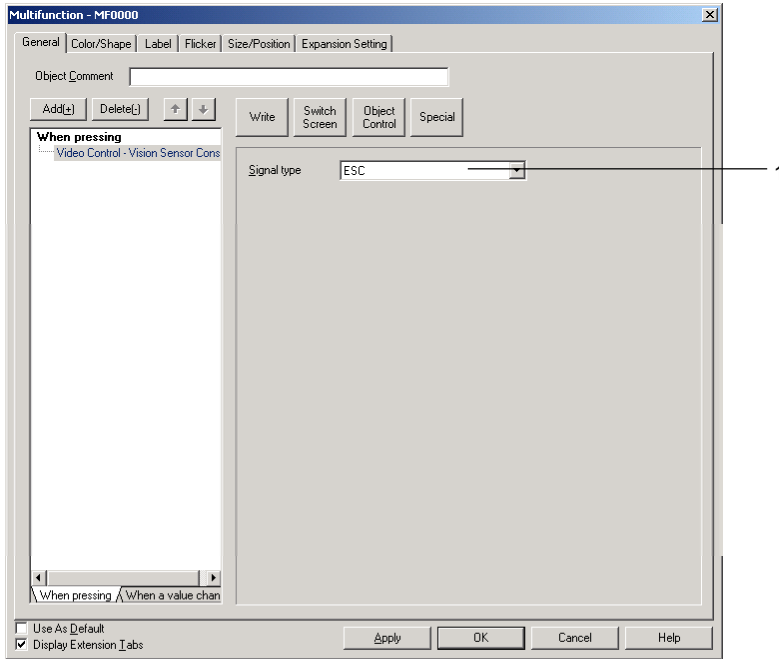 Multifunction - MF0000
General Color/Shape Label Flicker Size/Position Expansion Setting
Object Comment
Add(+) Delete(-)
Write Switch Screen Object Control Special
When pressing
Video Control - Vision Sensor Cons
Signal type ESC
When pressing When a value chan
Use As Default
Display Extension Tabs
Apply OK Cancel Help